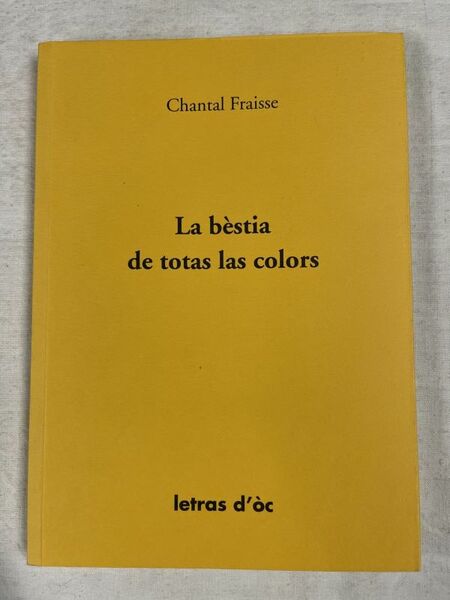 Chantal Fraisse
La bèstia
de totas las colors
letras d'òc